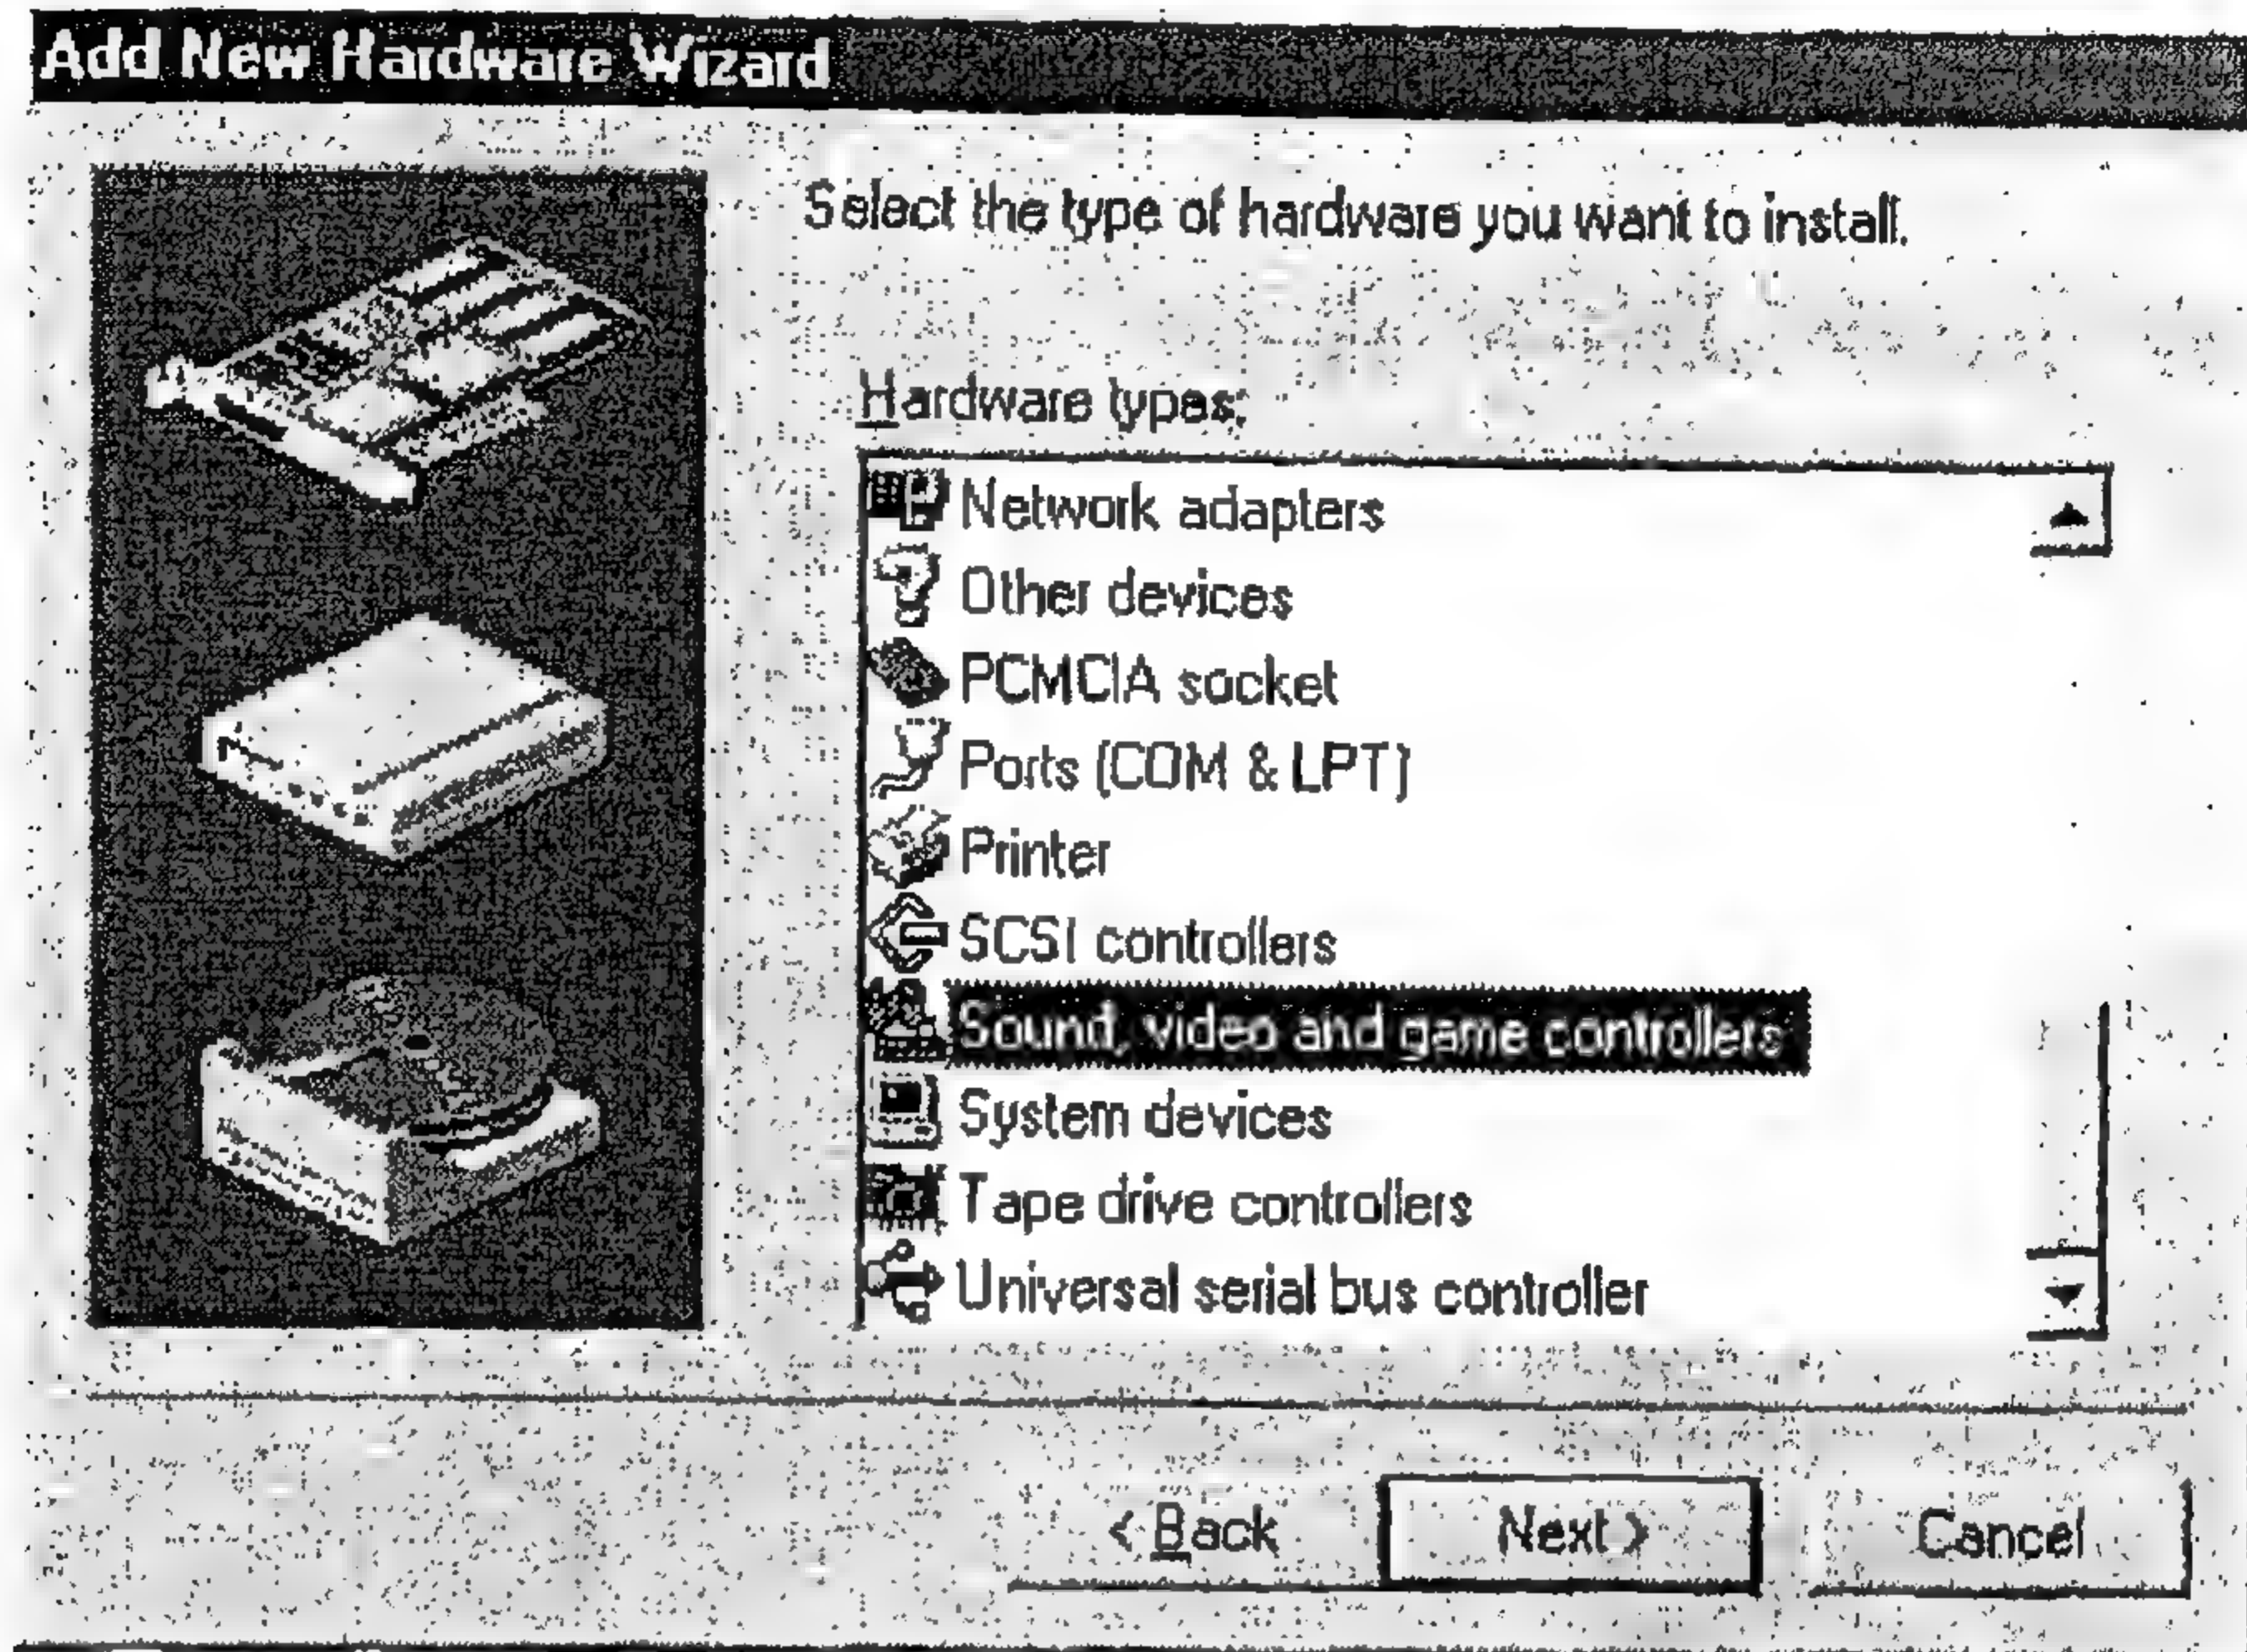 Add New Hardware Wizard
Select the type of hardware you want to install.
Hardware types:
Network adapters
Other devices
PCMCIA socket
Ports (COM & LPT)
Printer
SCSI controllers
Sound, video and game controllers
System devices
Tape drive controllers
Universal serial bus controller
< Back
Next >
Cancel